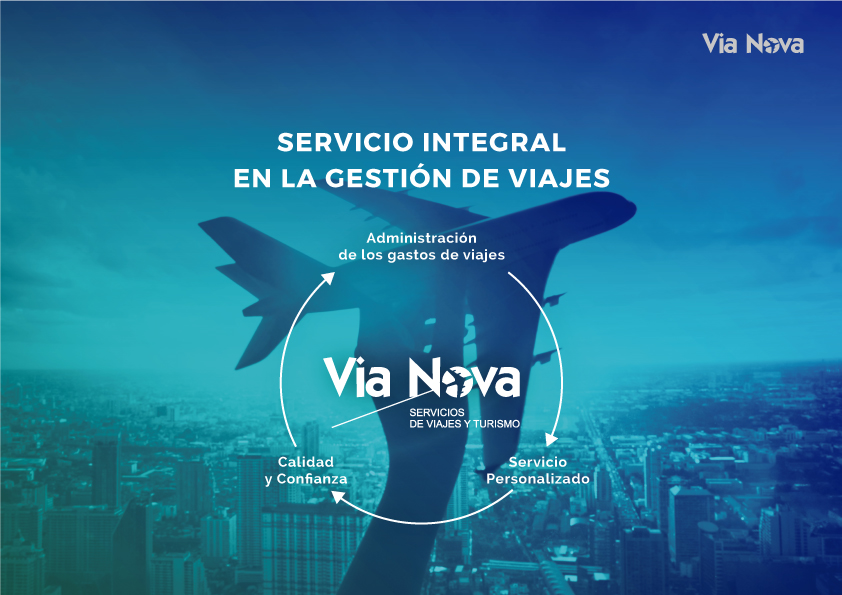 Via Nova
SERVICIO INTEGRAL
EN LA GESTIÓN DE VIAJES
Administración
de los gastos de viajes
Via Nova
SERVICIOS
DE VIAJES Y TURISMO
Calidad
y Confianza
Servicio
Personalizado